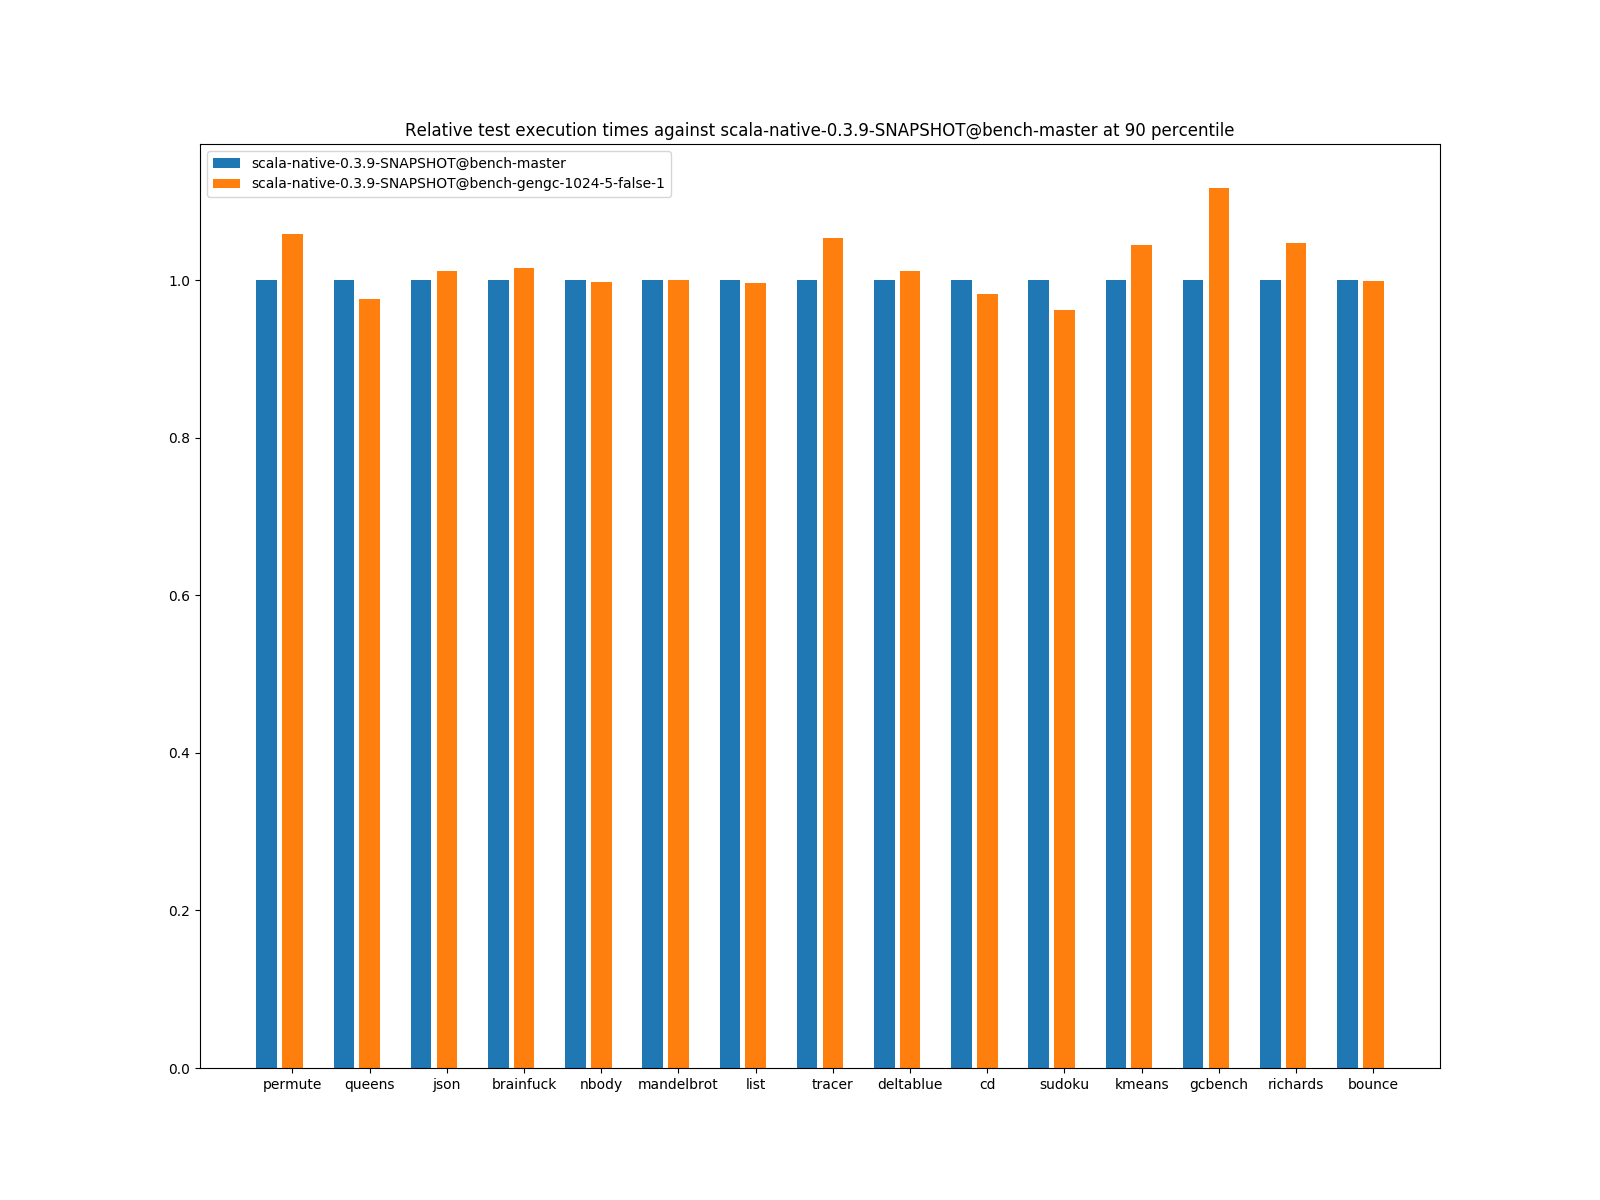 Relative test execution times against scala-native-0.3.9-SNAPSHOT@bench-master at 90 percentile
scala-native-0.3.9-SNAPSHOT@bench-master
scala-native-0.3.9-SNAPSHOT@bench-gengc-1024-5-false-1
1.0
0.8
0.6
0.4
0.2
0.0
permute queens json brainfuck nbody mandelbrot list tracer deltablue cd sudoku kmeans gcbench richards bounce